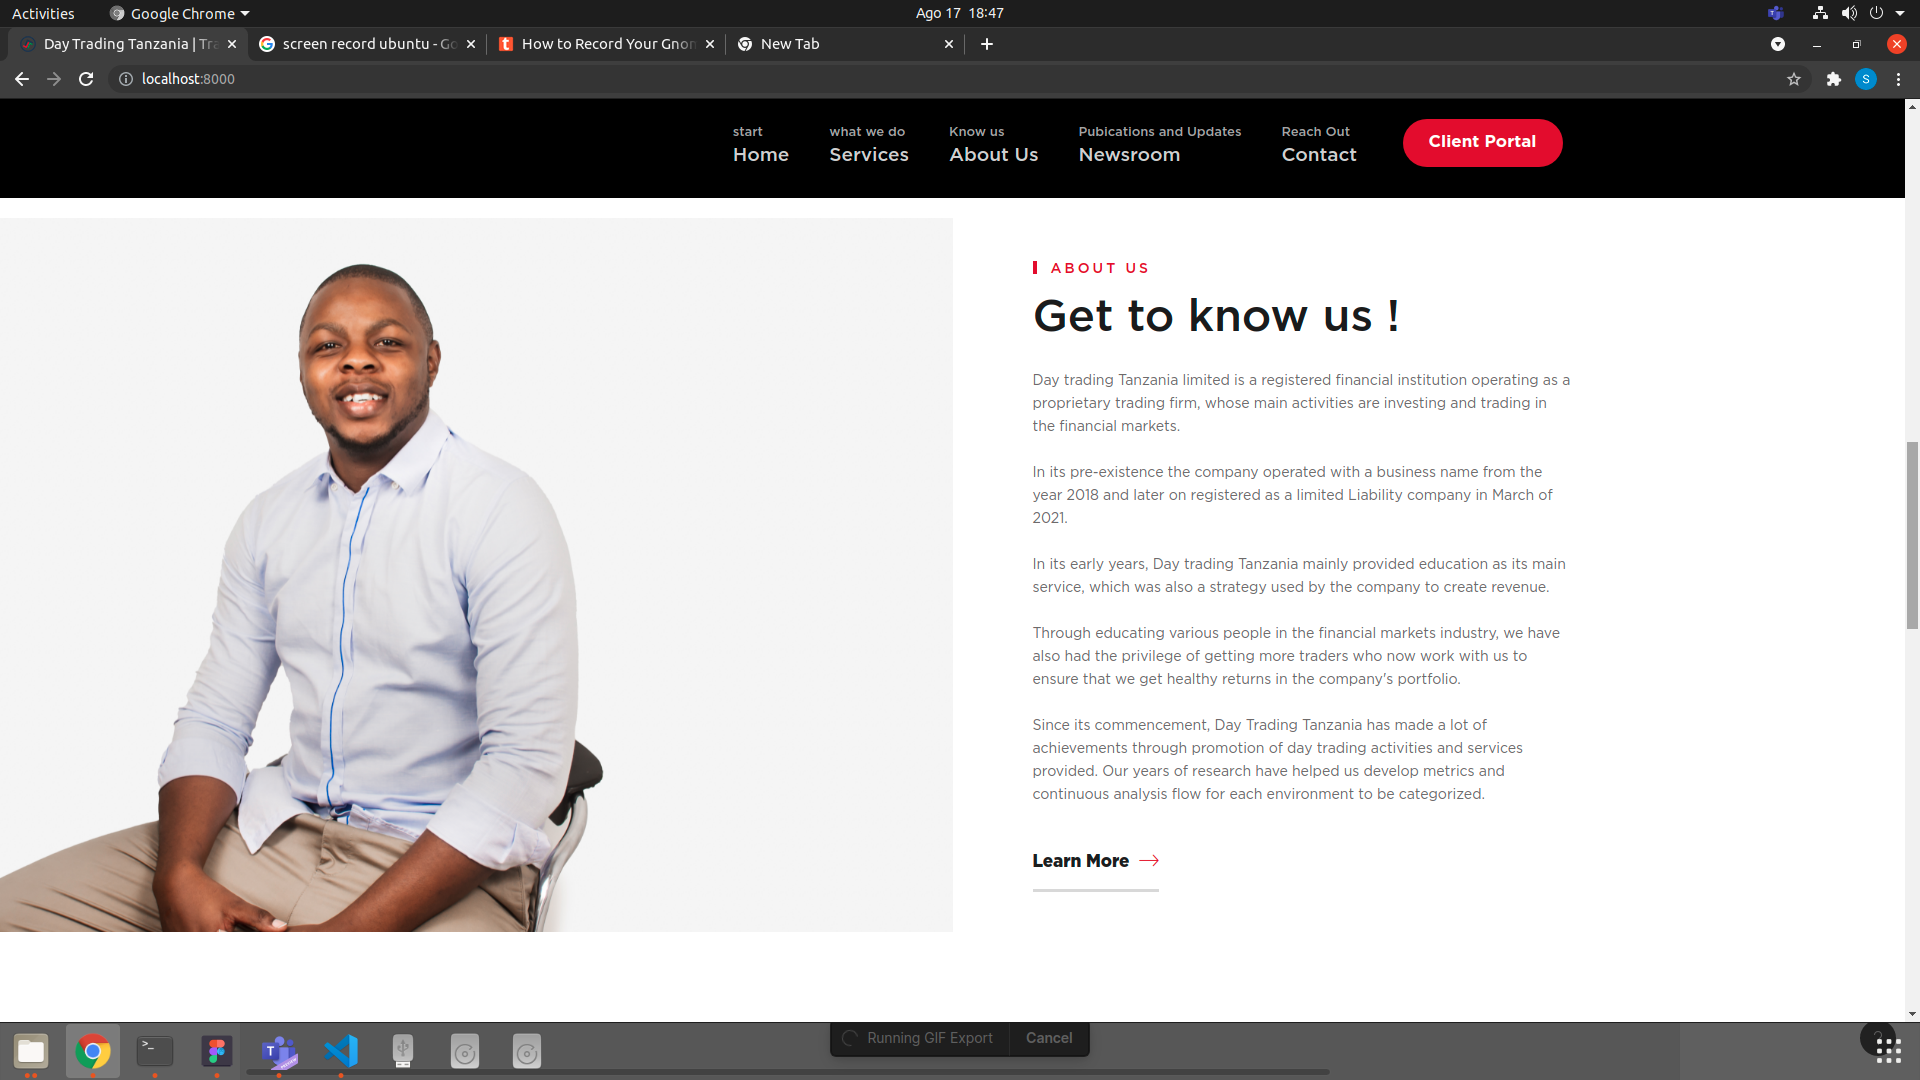 Activities
Google Chrome
Ago 17 18:47
Day Trading Tanzania | Tra
screen record ubuntu - Go
How to Record Your Gnom
New Tab
localhost:8000
S
start
Home
what we do
Services
Know us
About Us
Pubications and Updates
Newsroom
Reach Out
Contact
Client Portal
ABOUT US
Get to know us !
Day trading Tanzania limited is a registered financial institution operating as a
proprietary trading firm, whose main activities are investing and trading in
the financial markets.
In its pre-existence the company operated with a business name from the
year 2018 and later on registered as a limited Liability company in March of
2021.
In its early years, Day trading Tanzania mainly provided education as its main
service, which was also a strategy used by the company to create revenue.
Through educating various people in the financial markets industry, we have
also had the privilege of getting more traders who now work with us to
ensure that we get healthy returns in the company's portfolio.
Since its commencement, Day Trading Tanzania has made a lot of
achievements through promotion of day trading activities and services
provided. Our years of research have helped us develop metrics and
continuous analysis flow for each environment to be categorized.
Learn More
Running GIF Export
Cancel